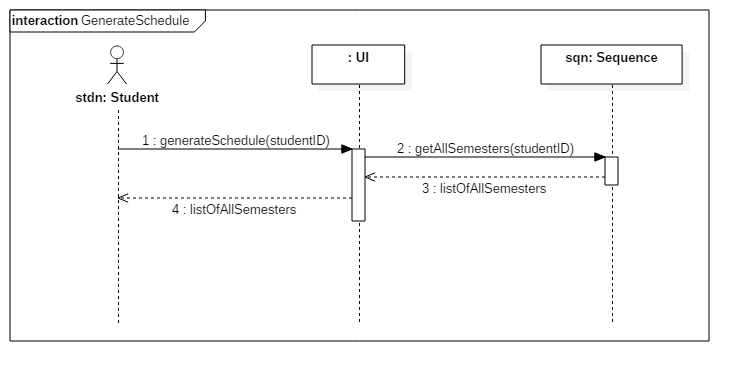 interaction GenerateSchedule
stdn: Student
: UI
sqn: Sequence
1 : generateSchedule(studentID)
2 : getAllSemesters(studentID)
3 : listOfAllSemesters
4 : listOfAllSemesters